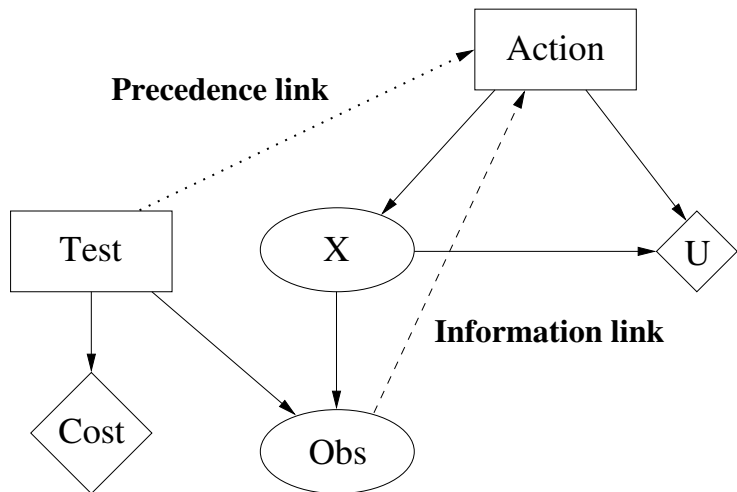 Action
Precedence link
Test
X
U
Information link
Cost
Obs